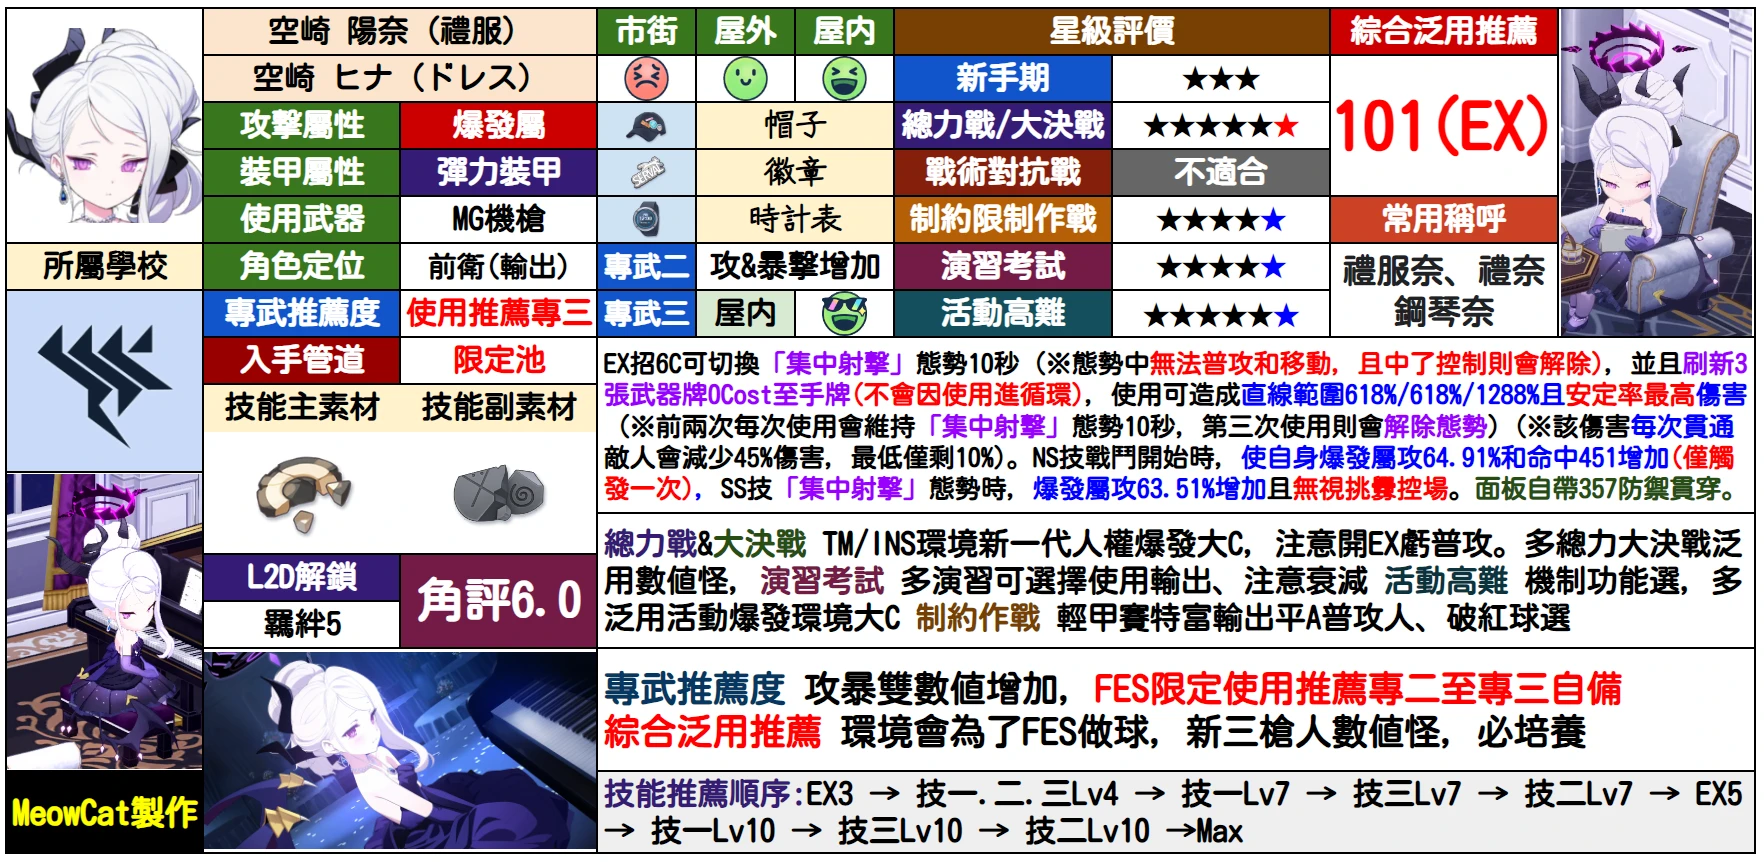 空崎 陽奈（禮服）
空崎 ヒナ（ドレス）
攻擊屬性 爆發屬
裝甲屬性 彈力裝甲
使用武器 MG機槍
所屬學校
角色定位 前衛(輸出)
專武推薦度 使用推薦專三
入手管道 限定池
技能主素材 技能副素材
L2D解鎖
羈絆5
角評6.0
MeowCat製作
市街 屋外 屋内
帽子
SERVAL 徽章
時計表
專武二 攻&暴擊增加
專武三 屋内
星級評價
新手期 ★★★
總力戰/大決戰 ★★★★★★
戰術對抗戰 不適合
制約限制作戰 ★★★★★
演習考試 ★★★★★
活動高難 ★★★★★★
綜合泛用推薦
101(EX)
常用稱呼
禮服奈、禮奈
鋼琴奈
EX招6C可切換「集中射擊」態勢10秒（※態勢中無法普攻和移動，且中了控制則會解除），並且刷新3
張武器牌0Cost至手牌(不會因使用進循環)，使用可造成直線範圍618%/618%/1288%且安定率最高傷害
（※前兩次每次使用會維持「集中射擊」態勢10秒，第三次使用則會解除態勢）（※該傷害每次貫通
敵人會減少45%傷害，最低僅剩10%）。NS技戰鬥開始時，使自身爆發屬攻64.91%和命中451增加(僅觸
發一次)，SS技「集中射擊」態勢時，爆發屬攻63.51%增加且無視挑釁控場。面板自帶357防禦貫穿。
總力戰&大決戰 TM/INS環境新一代人權爆發大C，注意開EX虧普攻。多總力大決戰泛
用數值怪，演習考試 多演習可選擇使用輸出、注意衰減 活動高難 機制功能選，多
泛用活動爆發環境大C 制約作戰 輕甲賽特富輸出平A普攻人、破紅球選
專武推薦度 攻暴雙數值增加，FES限定使用推薦專二至專三自備
綜合泛用推薦 環境會為了FES做球，新三槍人數值怪，必培養
技能推薦順序:EX3 → 技一.二.三Lv4 → 技一Lv7 → 技三Lv7 → 技二Lv7 → EX5
→ 技一Lv10 → 技三Lv10 → 技二Lv10 →Max